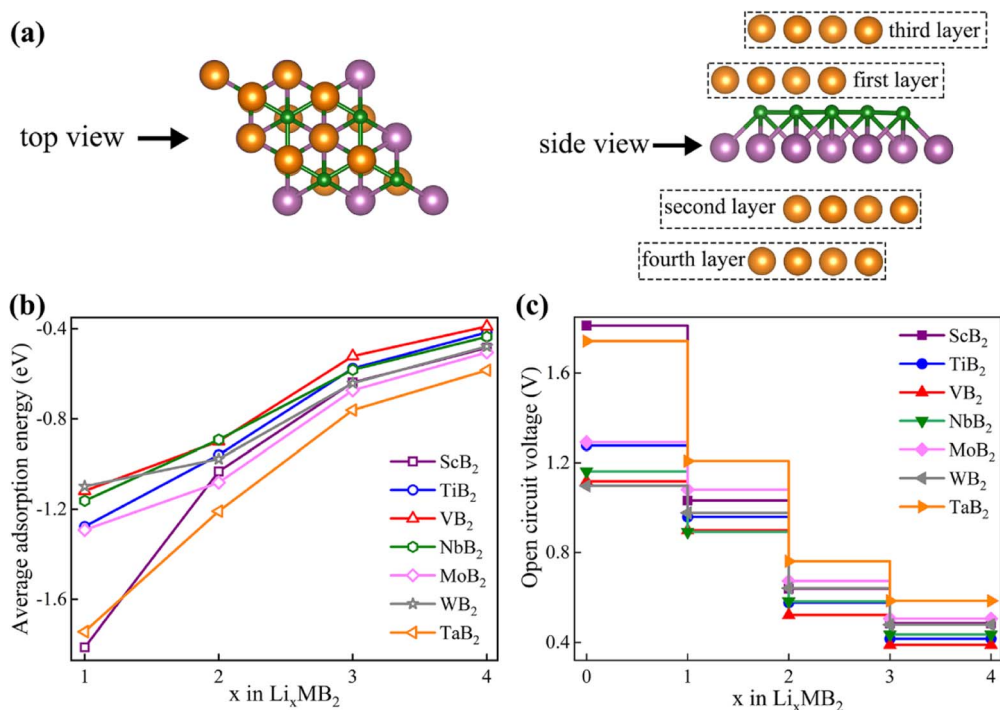 (a)
third layer
first layer
top view
side view
second layer
fourth layer
(b)
-0.4
-0.8
-1.2
-1.6
Average adsorption energy (eV)
ScB₂
TiB₂
VB₂
NbB₂
MoB₂
WB₂
TaB₂
1 2 3 4
x in LiₓMB₂
(c)
1.6
1.2
0.8
0.4
Open circuit voltage (V)
ScB₂
TiB₂
VB₂
NbB₂
MoB₂
WB₂
TaB₂
0 1 2 3 4
x in LiₓMB₂